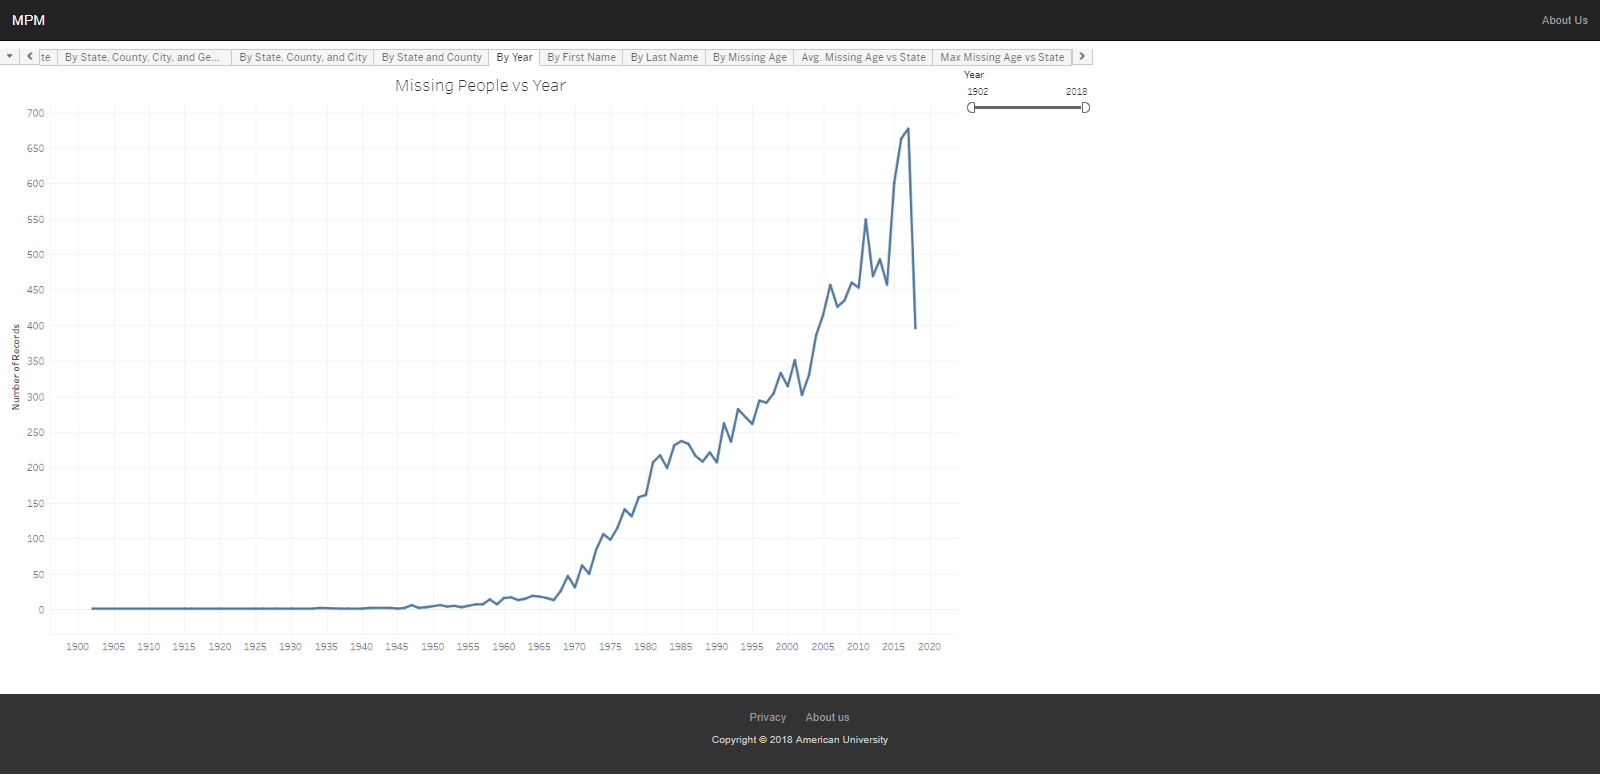 MPM About Us
te By State, County, City, and Ge... By State, County, and City By State and County By Year By First Name By Last Name By Missing Age Avg. Missing Age vs State Max Missing Age vs State
Missing People vs Year
Year
1902 2018
Number of Records
700
650
600
550
500
450
400
350
300
250
200
150
100
50
0
1900 1905 1910 1915 1920 1925 1930 1935 1940 1945 1950 1955 1960 1965 1970 1975 1980 1985 1990 1995 2000 2005 2010 2015 2020
Privacy About us
Copyright © 2018 American University